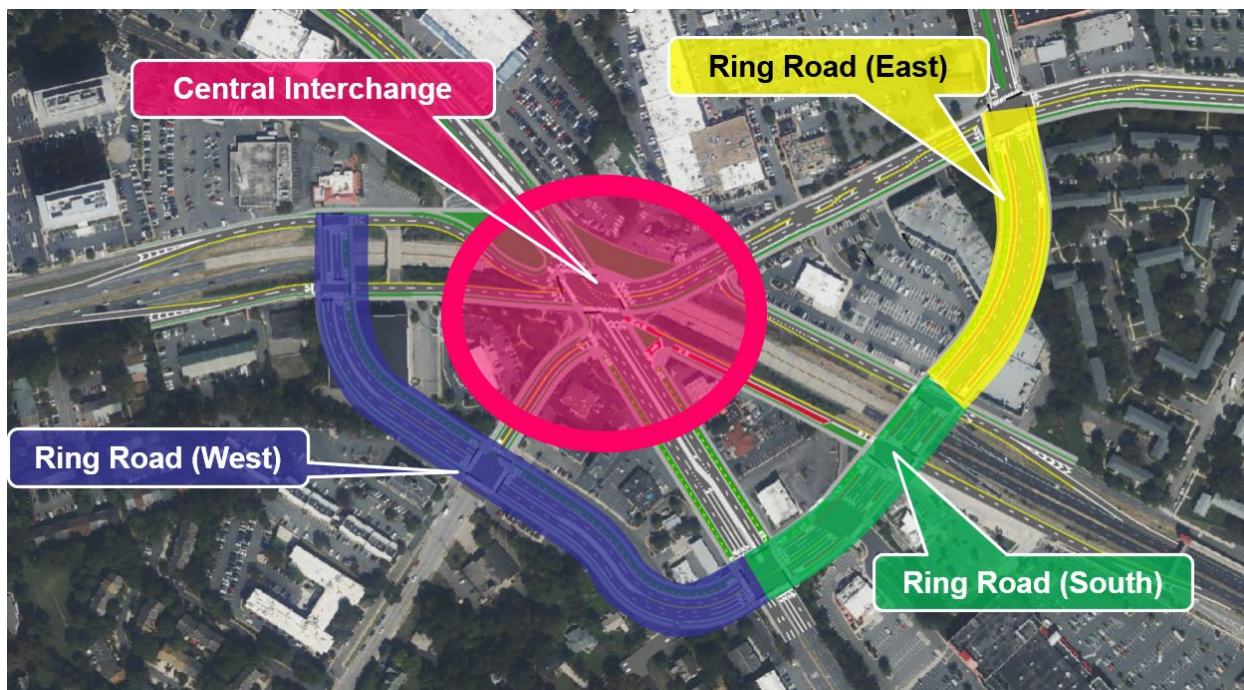 Central Interchange
Ring Road (East)
Ring Road (West)
Ring Road (South)